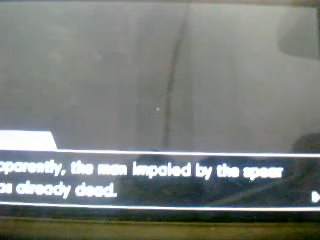 pparently, the man impaled by the spear
as already dead.